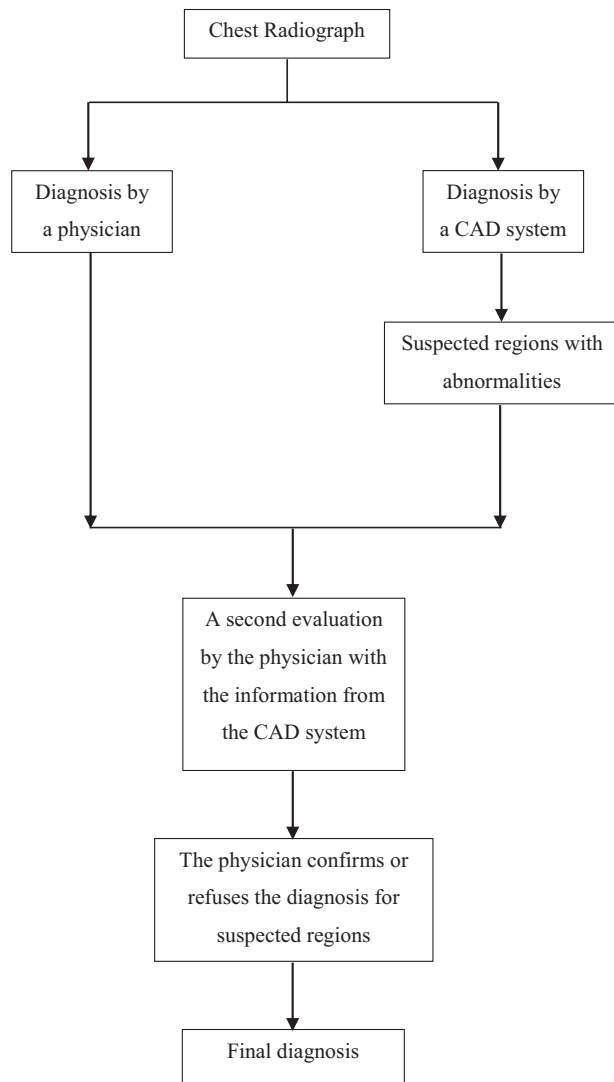 Chest Radiograph
Diagnosis by
a physician
Diagnosis by
a CAD system
Suspected regions with
abnormalities
A second evaluation
by the physician with
the information from
the CAD system
The physician confirms or
refuses the diagnosis for
suspected regions
Final diagnosis